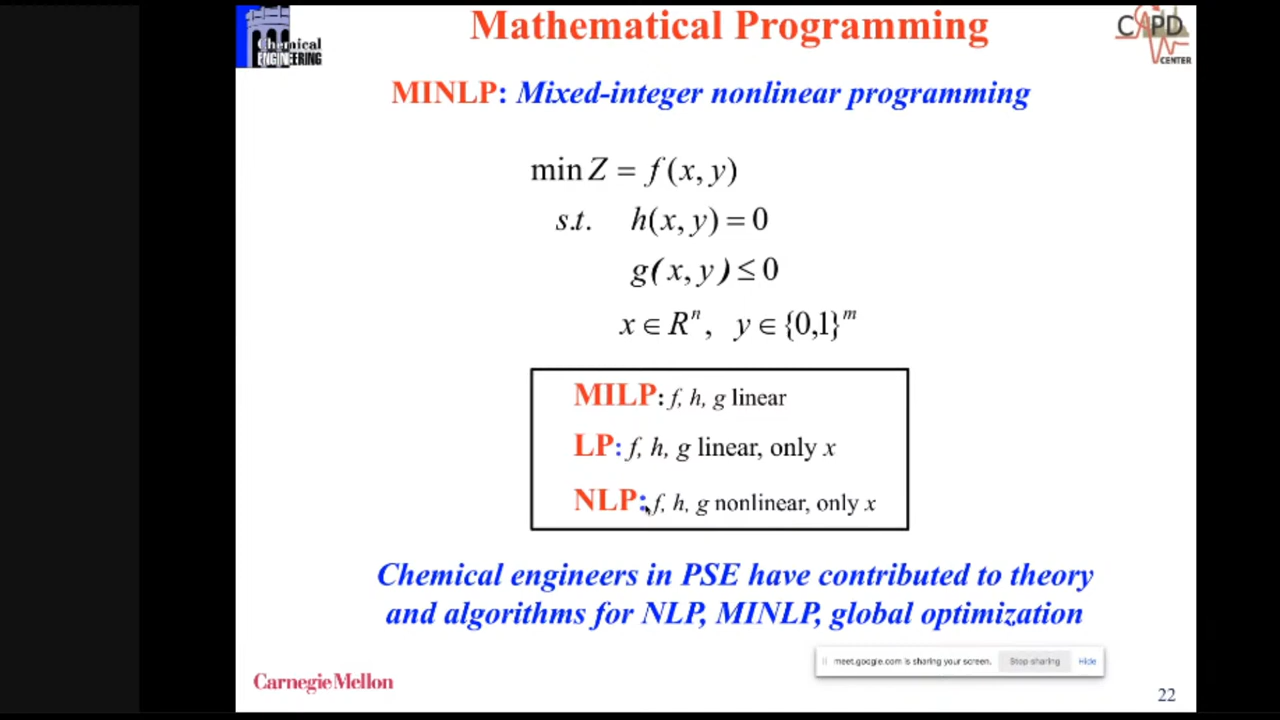 Chemical
ENGINEERING
Mathematical Programming
CAPD
CENTER
MINLP: Mixed-integer nonlinear programming
min Z = f(x, y)
s.t. h(x, y) = 0
g(x, y) ≤ 0
x ∈ Rⁿ, y ∈ {0,1}ᵐ
MILP: f, h, g linear
LP: f, h, g linear, only x
NLP: f, h, g nonlinear, only x
Chemical engineers in PSE have contributed to theory
and algorithms for NLP, MINLP, global optimization
meet.google.com is sharing your screen. Stop sharing Hide
Carnegie Mellon
22